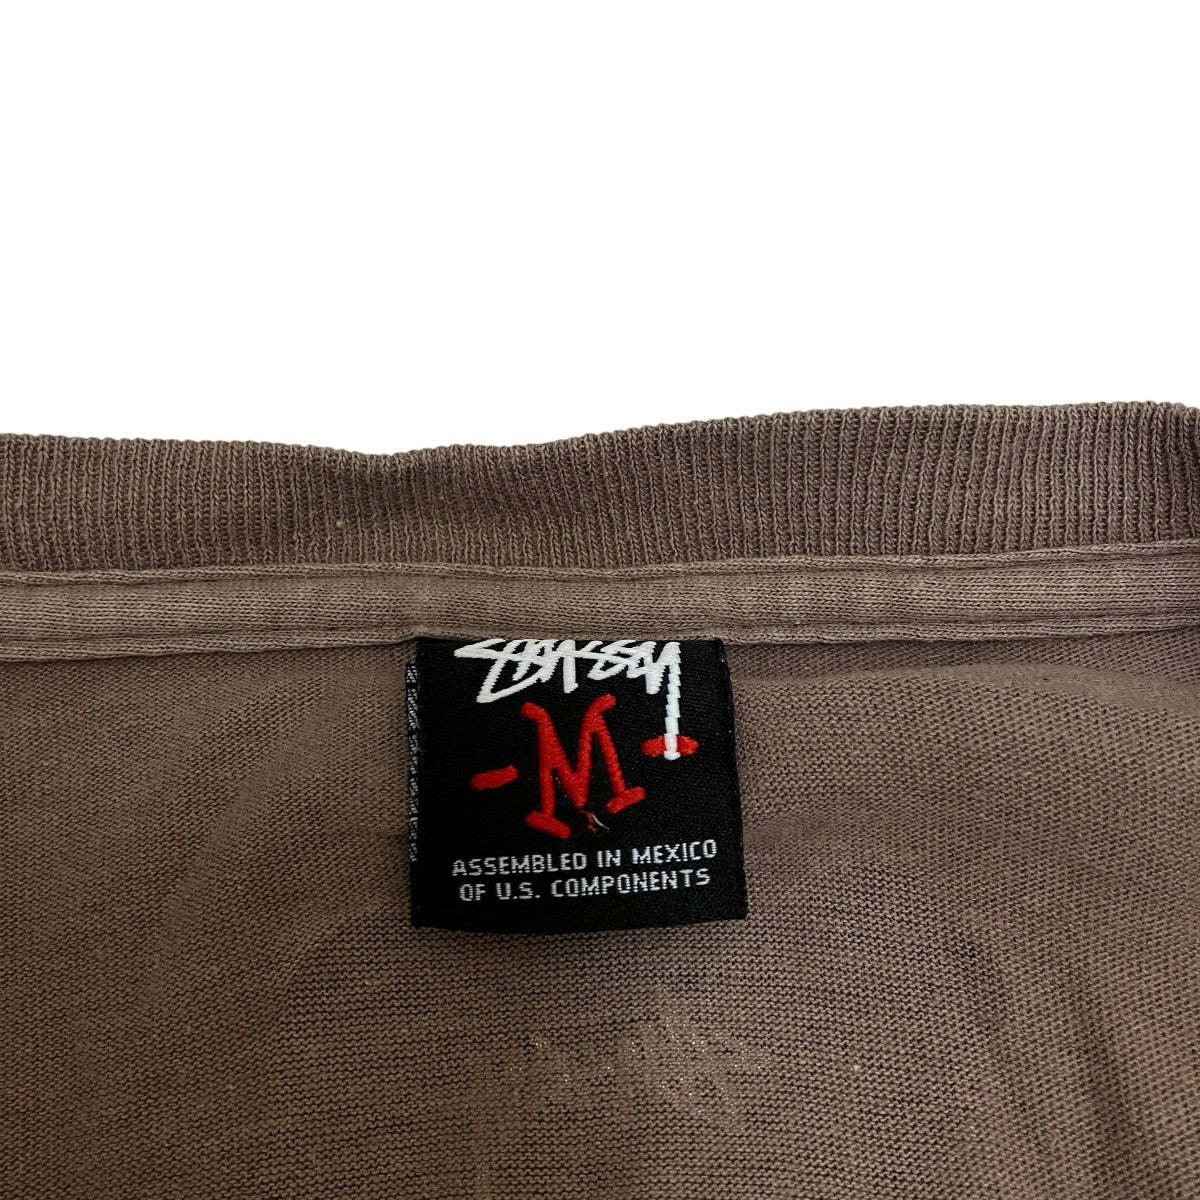 STUSSY
-M-
ASSEMBLED IN MEXICO
OF U.S. COMPONENTS